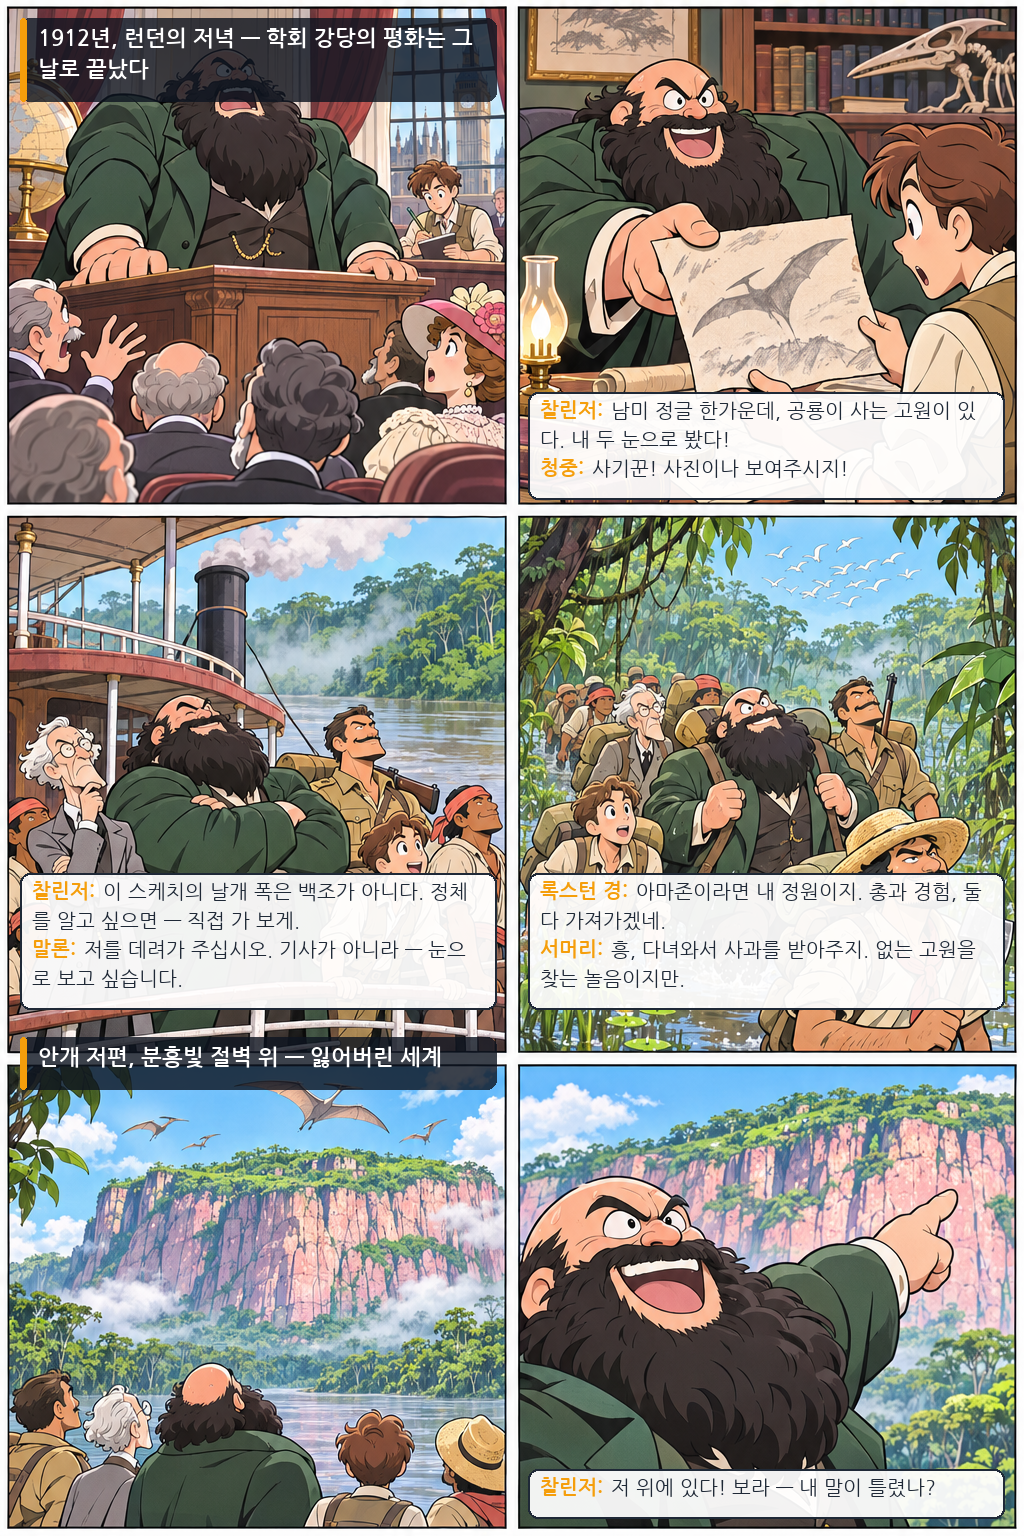 1912년, 런던의 저녁 — 학회 강당의 평화는 그
날로 끝났다
찰린저: 남미 정글 한가운데, 공룡이 사는 고원이 있
다. 내 두 눈으로 봤다!
청중: 사기꾼! 사진이나 보여주시지!
찰린저: 이 스케치의 날개 폭은 백조가 아니다. 정체
를 알고 싶으면 — 직접 가 보게.
말론: 저를 데려가 주십시오. 기사가 아니라 — 눈으
로 보고 싶습니다.
록스턴 경: 아마존이라면 내 정원이지. 총과 경험, 둘
다 가져가겠네.
서머리: 흥, 다녀와서 사과를 받아주지. 없는 고원을
찾는 놀음이지만.
안개 저편, 분홍빛 절벽 위 — 잃어버린 세계
찰린저: 저 위에 있다! 보라 — 내 말이 틀렸나?